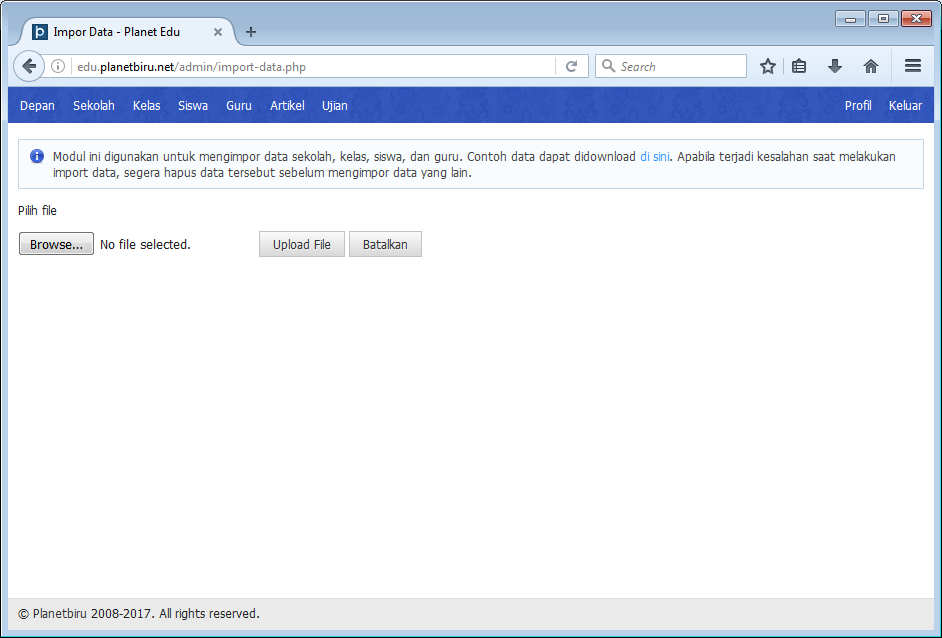 Impor Data - Planet Edu
edu.planetbiru.net/admin/import-data.php
Search
Depan Sekolah Kelas Siswa Guru Artikel Ujian Profil Keluar
Modul ini digunakan untuk mengimpor data sekolah, kelas, siswa, dan guru. Contoh data dapat didownload di sini. Apabila terjadi kesalahan saat melakukan
import data, segera hapus data tersebut sebelum mengimpor data yang lain.
Pilih file
Browse... No file selected. Upload File Batalkan
© Planetbiru 2008-2017. All rights reserved.